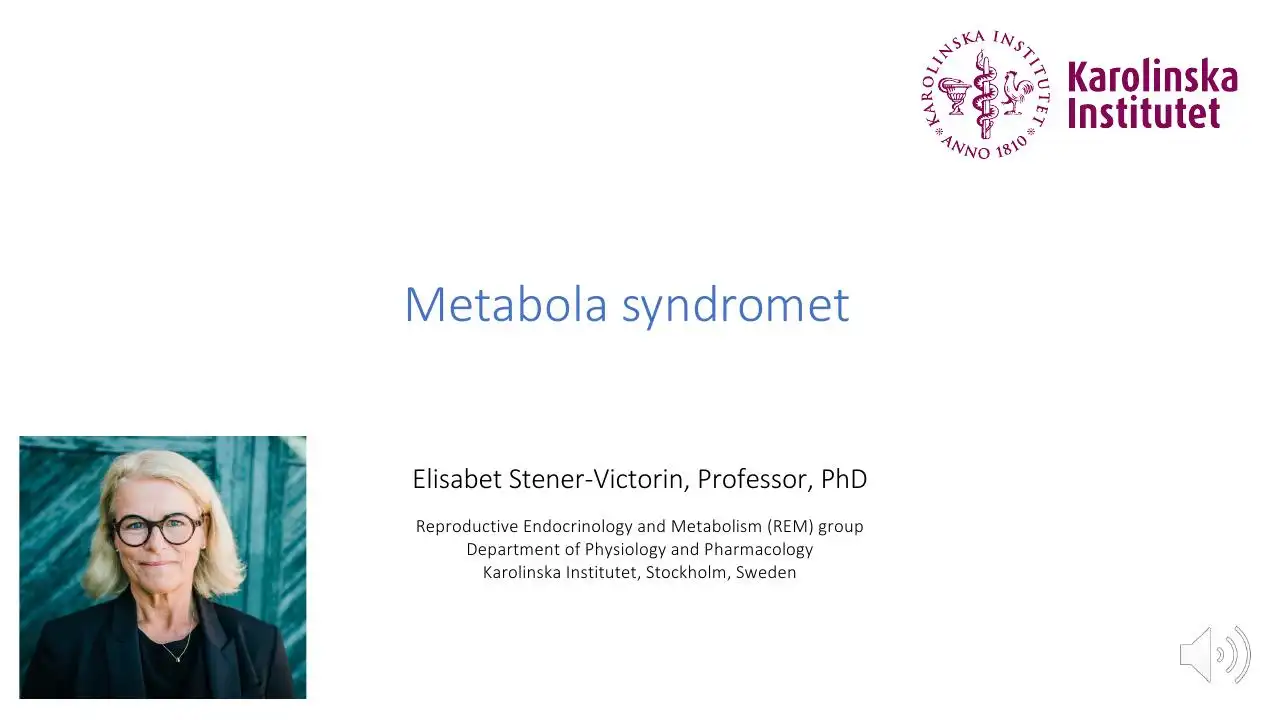 KAROLINSKA INSTITUTET
ANNO 1810
Karolinska
Institutet
Metabola syndromet
Elisabet Stener-Victorin, Professor, PhD
Reproductive Endocrinology and Metabolism (REM) group
Department of Physiology and Pharmacology
Karolinska Institutet, Stockholm, Sweden